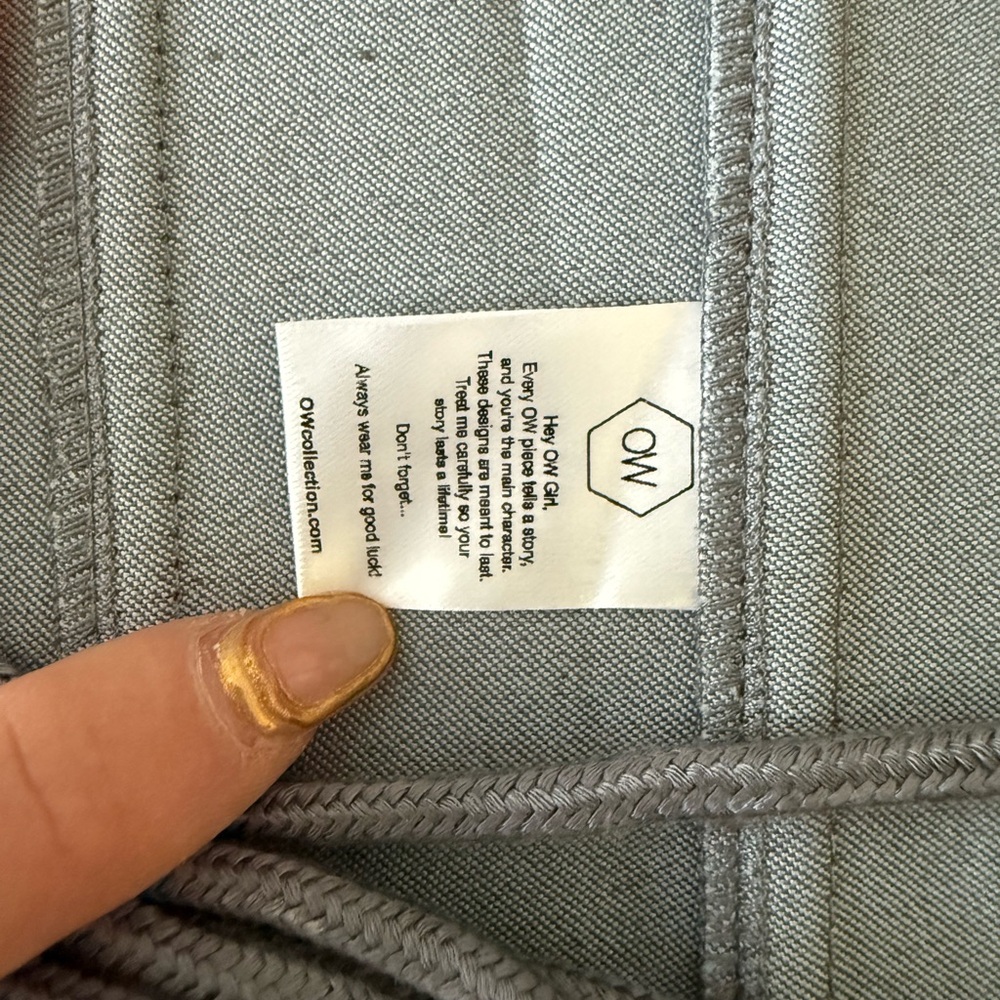 OW
Hey OW Girl,
Every OW piece tells a story,
and you're the main character.
These designs are meant to last.
Treat me carefully so your
story lasts a lifetime!
Don't forget...
Always wear me for good luck!
OWcollection.com